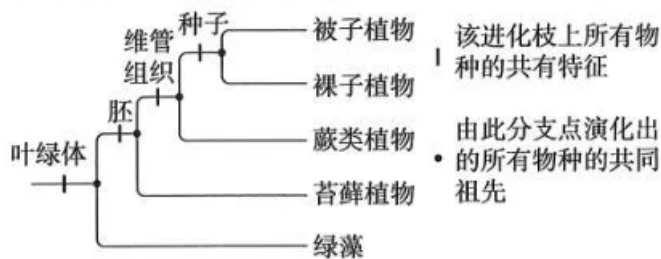 种子
被子植物
维管
组织
裸子植物
胚
蕨类植物
叶绿体
苔藓植物
绿藻
该进化枝上所有物
种的共有特征
由此分支点演化出
的所有物种的共同
祖先